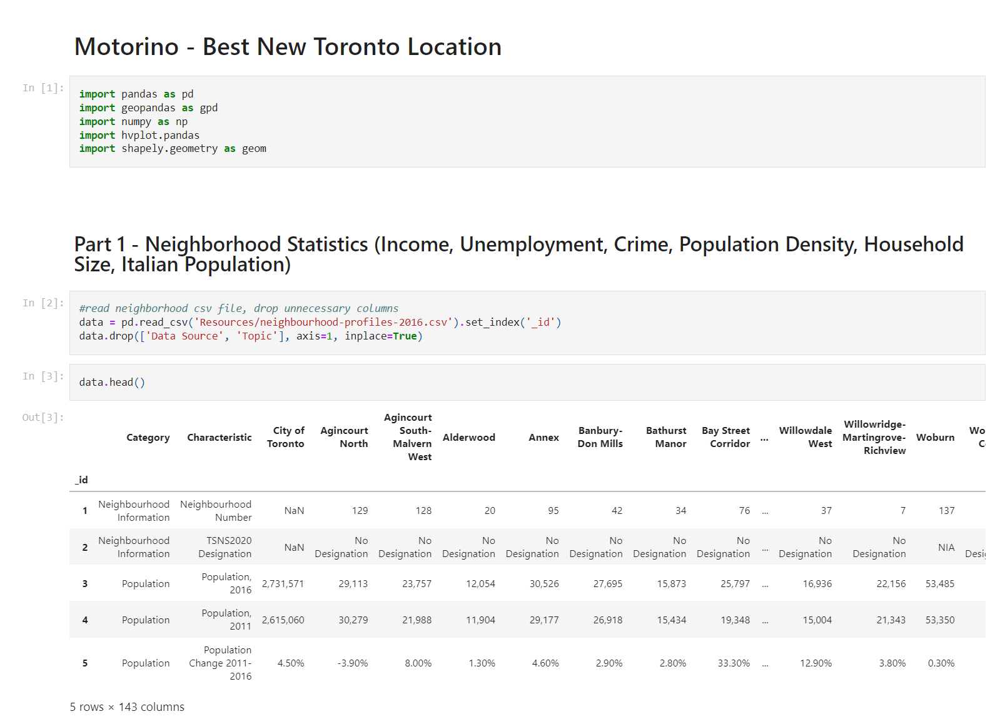 Motorino - Best New Toronto Location
In [1]:
import pandas as pd
import geopandas as gpd
import numpy as np
import hvplot.pandas
import shapely.geometry as geom
Part 1 - Neighborhood Statistics (Income, Unemployment, Crime, Population Density, Household
Size, Italian Population)
In [2]:
#read neighborhood csv file, drop unnecessary columns
data = pd.read_csv('Resources/neighbourhood-profiles-2016.csv').set_index('_id')
data.drop(['Data Source', 'Topic'], axis=1, inplace=True)
In [3]:
data.head()
Out[3]:
Category Characteristic City of Toronto Agincourt North Agincourt South-Malvern West Alderwood Annex Banbury-Don Mills Bathurst Manor Bay Street Corridor ... Willowdale West Willowridge-Martingrove-Richview Woburn
_id
1 Neighbourhood Information Neighbourhood Number NaN 129 128 20 95 42 34 76 ... 37 7 137
2 Neighbourhood Information TSNS2020 Designation NaN No Designation No Designation No Designation No Designation No Designation No Designation No Designation ... No Designation No Designation NIA
3 Population Population, 2016 2,731,571 29,113 23,757 12,054 30,526 27,695 15,873 25,797 ... 16,936 22,156 53,485
4 Population Population, 2011 2,615,060 30,279 21,988 11,904 29,177 26,918 15,434 19,348 ... 15,004 21,343 53,350
5 Population Population Change 2011-2016 4.50% -3.90% 8.00% 1.30% 4.60% 2.90% 2.80% 33.30% ... 12.90% 3.80% 0.30%
5 rows × 143 columns